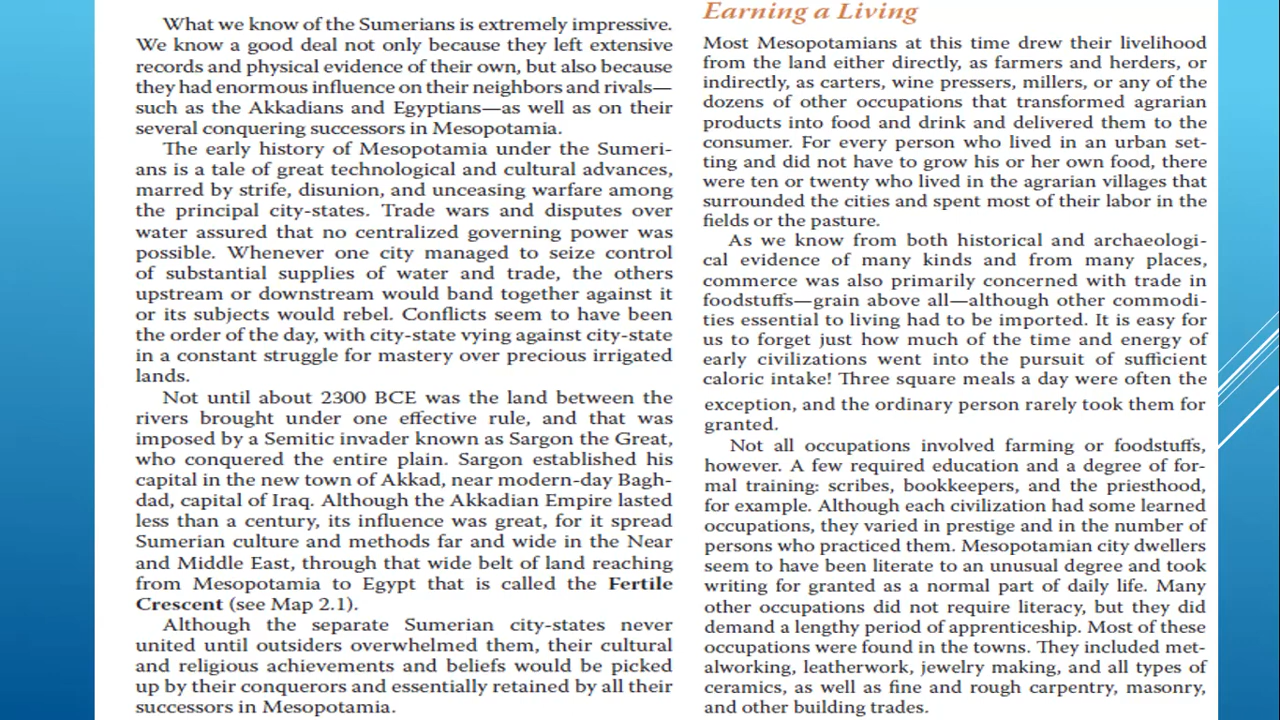 What we know of the Sumerians is extremely impressive.
We know a good deal not only because they left extensive
records and physical evidence of their own, but also because
they had enormous influence on their neighbors and rivals—
such as the Akkadians and Egyptians—as well as on their
several conquering successors in Mesopotamia.
The early history of Mesopotamia under the Sumeri-
ans is a tale of great technological and cultural advances,
marred by strife, disunion, and unceasing warfare among
the principal city-states. Trade wars and disputes over
water assured that no centralized governing power was
possible. Whenever one city managed to seize control
of substantial supplies of water and trade, the others
upstream or downstream would band together against it
or its subjects would rebel. Conflicts seem to have been
the order of the day, with city-state vying against city-state
in a constant struggle for mastery over precious irrigated
lands.
Not until about 2300 BCE was the land between the
rivers brought under one effective rule, and that was
imposed by a Semitic invader known as Sargon the Great,
who conquered the entire plain. Sargon established his
capital in the new town of Akkad, near modern-day Bagh-
dad, capital of Iraq. Although the Akkadian Empire lasted
less than a century, its influence was great, for it spread
Sumerian culture and methods far and wide in the Near
and Middle East, through that wide belt of land reaching
from Mesopotamia to Egypt that is called the Fertile
Crescent (see Map 2.1).
Although the separate Sumerian city-states never
united until outsiders overwhelmed them, their cultural
and religious achievements and beliefs would be picked
up by their conquerors and essentially retained by all their
successors in Mesopotamia.
Earning a Living
Most Mesopotamians at this time drew their livelihood
from the land either directly, as farmers and herders, or
indirectly, as carters, wine pressers, millers, or any of the
dozens of other occupations that transformed agrarian
products into food and drink and delivered them to the
consumer. For every person who lived in an urban set-
ting and did not have to grow his or her own food, there
were ten or twenty who lived in the agrarian villages that
surrounded the cities and spent most of their labor in the
fields or the pasture.
As we know from both historical and archaeologi-
cal evidence of many kinds and from many places,
commerce was also primarily concerned with trade in
foodstuffs—grain above all—although other commodi-
ties essential to living had to be imported. It is easy for
us to forget just how much of the time and energy of
early civilizations went into the pursuit of sufficient
caloric intake! Three square meals a day were often the
exception, and the ordinary person rarely took them for
granted.
Not all occupations involved farming or foodstuffs,
however. A few required education and a degree of for-
mal training: scribes, bookkeepers, and the priesthood,
for example. Although each civilization had some learned
occupations, they varied in prestige and in the number of
persons who practiced them. Mesopotamian city dwellers
seem to have been literate to an unusual degree and took
writing for granted as a normal part of daily life. Many
other occupations did not require literacy, but they did
demand a lengthy period of apprenticeship. Most of these
occupations were found in the towns. They included met-
alworking, leatherwork, jewelry making, and all types of
ceramics, as well as fine and rough carpentry, masonry,
and other building trades.